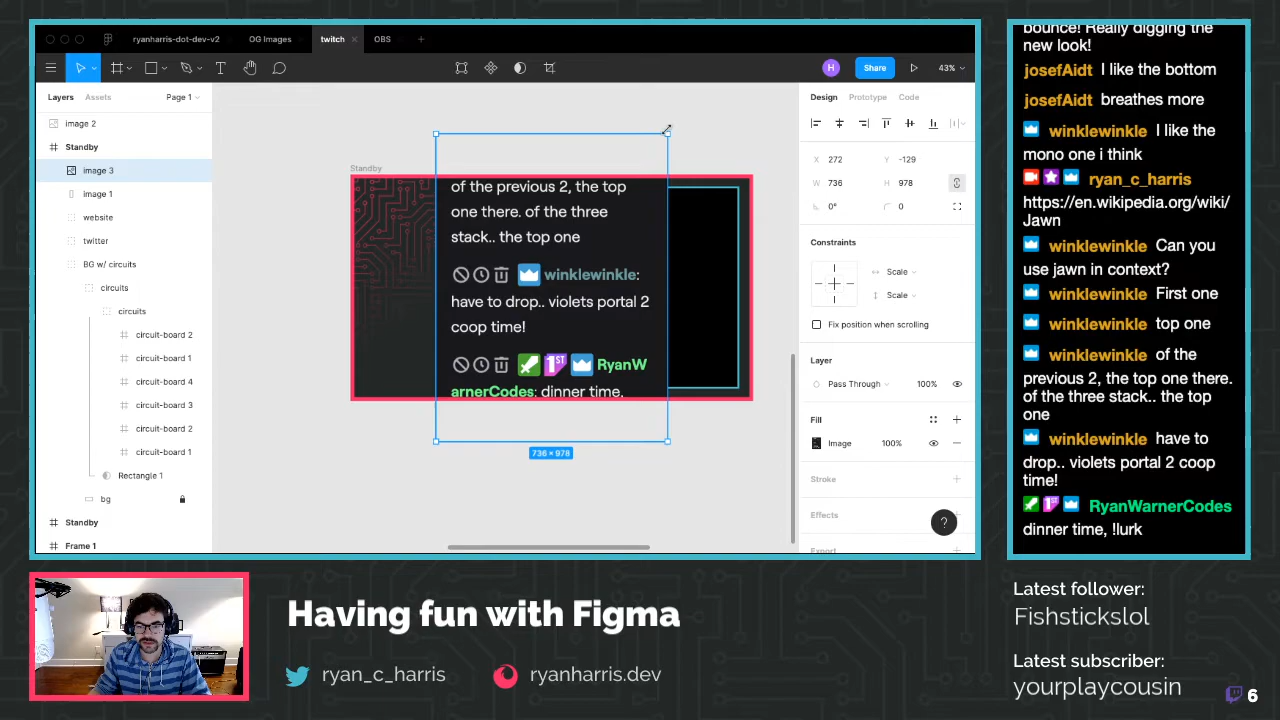 ryanharris-dot-dev-v2
OG Images
twitch
OBS
H
Share
43%
Layers
Assets
Page 1
image 2
Standby
image 3
image 1
website
twitter
BG w/ circuits
circuits
circuits
circuit-board 2
circuit-board 1
circuit-board 4
circuit-board 3
circuit-board 2
circuit-board 1
Rectangle 1
bg
Standby
Frame 1
Standby
of the previous 2, the top
one there. of the three
stack.. the top one
winklewinkle:
have to drop.. violets portal 2
coop time!
1ST RyanW
arnerCodes: dinner time,
736 × 978
Design
Prototype
Code
X 272 Y -129
W 736 H 978
0° 0
Constraints
Scale
Scale
Fix position when scrolling
Layer
Pass Through 100%
Fill
Image 100%
Stroke
Effects
Export
?
bounce! Really digging the
new look!
josefAidt I like the bottom
josefAidt breathes more
winklewinkle I like the
mono one i think
ryan_c_harris
https://en.wikipedia.org/wiki/
Jawn
winklewinkle Can you
use jawn in context?
winklewinkle First one
winklewinkle top one
winklewinkle of the
previous 2, the top one there.
of the three stack.. the top
one
winklewinkle have to
drop.. violets portal 2 coop
time!
1ST RyanWarnerCodes
dinner time, !lurk
Having fun with Figma
ryan_c_harris
ryanharris.dev
Latest follower:
Fishstickslol
Latest subscriber:
yourplaycousin
6